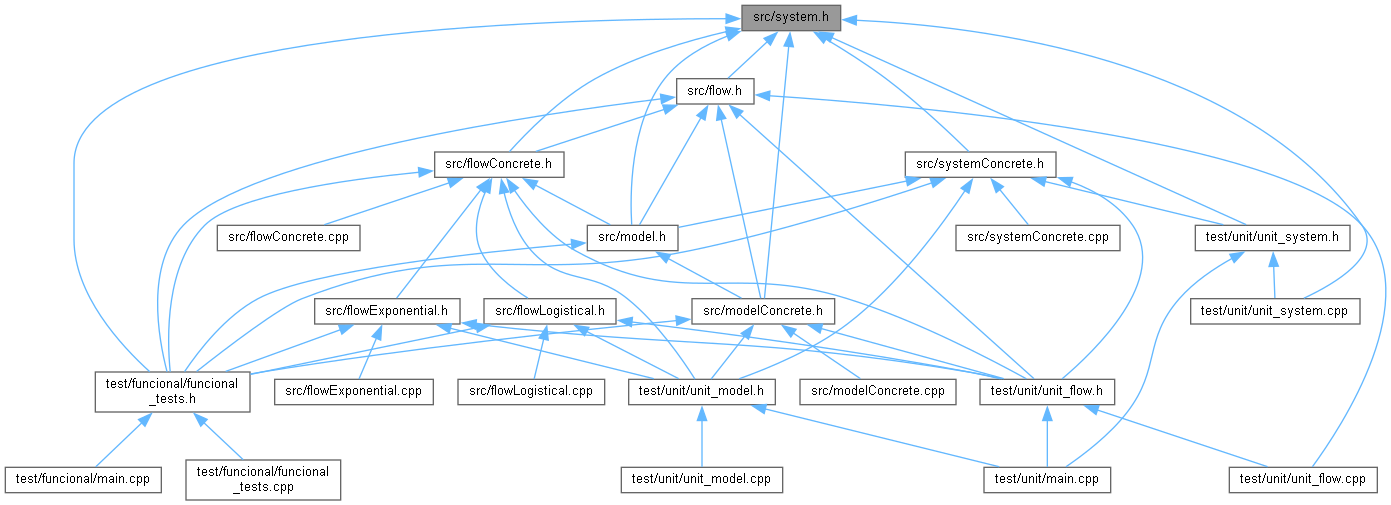 src/system.h
src/flow.h
src/flowConcrete.h
src/systemConcrete.h
src/flowConcrete.cpp
src/model.h
src/systemConcrete.cpp
test/unit/unit_system.h
src/flowExponential.h
src/flowLogistical.h
src/modelConcrete.h
test/unit/unit_system.cpp
test/funcional/funcional
_tests.h
src/flowExponential.cpp
src/flowLogistical.cpp
test/unit/unit_model.h
src/modelConcrete.cpp
test/unit/unit_flow.h
test/funcional/main.cpp
test/funcional/funcional
_tests.cpp
test/unit/unit_model.cpp
test/unit/main.cpp
test/unit/unit_flow.cpp